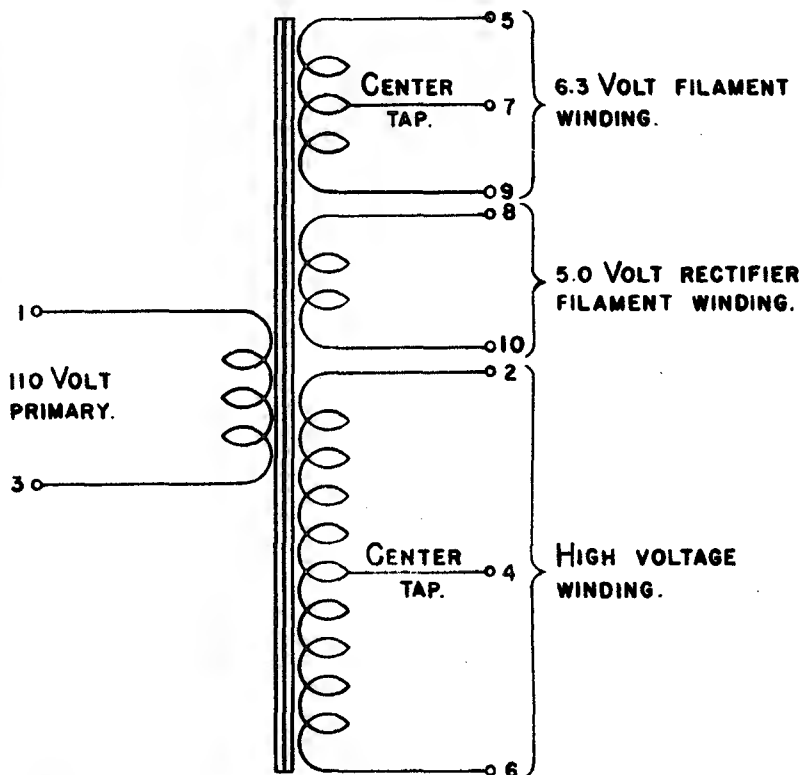 5
CENTER
TAP.
7
6.3 VOLT FILAMENT
WINDING.
9
8
5.0 VOLT RECTIFIER
FILAMENT WINDING.
10
1
110 VOLT
PRIMARY.
3
2
CENTER
TAP.
4
HIGH VOLTAGE
WINDING.
6